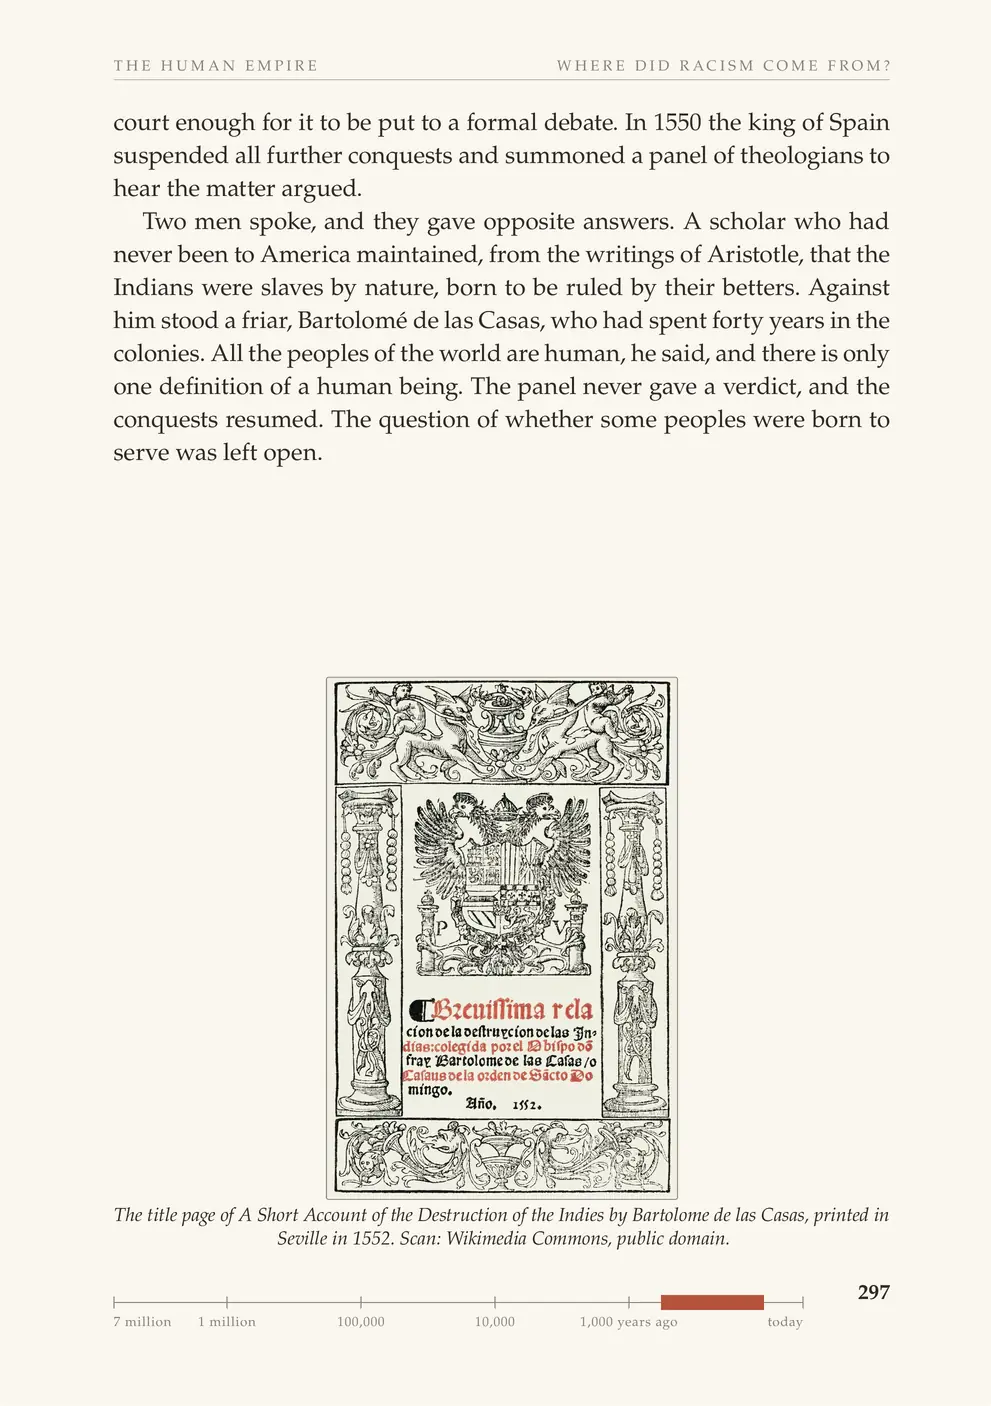 THE HUMAN EMPIRE
WHERE DID RACISM COME FROM?
court enough for it to be put to a formal debate. In 1550 the king of Spain
suspended all further conquests and summoned a panel of theologians to
hear the matter argued.
Two men spoke, and they gave opposite answers. A scholar who had
never been to America maintained, from the writings of Aristotle, that the
Indians were slaves by nature, born to be ruled by their betters. Against
him stood a friar, Bartolomé de las Casas, who had spent forty years in the
colonies. All the peoples of the world are human, he said, and there is only
one definition of a human being. The panel never gave a verdict, and the
conquests resumed. The question of whether some peoples were born to
serve was left open.
P V
Breuissima rela
cion de la destruycion de las In=
dias: colegida por el Obispo dõ
fray Bartolome de las Casas / o
Casaus de la orden de Sãcto Do
mingo.
Año. 1552.
The title page of A Short Account of the Destruction of the Indies by Bartolome de las Casas, printed in
Seville in 1552. Scan: Wikimedia Commons, public domain.
297
7 million 1 million 100,000 10,000 1,000 years ago today